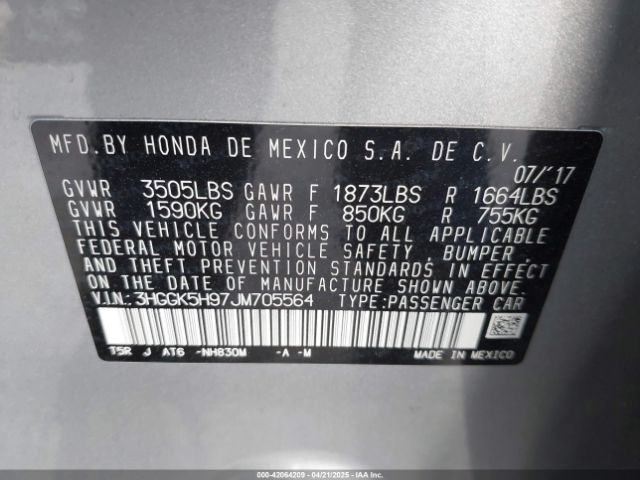 MFD.BY HONDA DE MEXICO S.A. DE C.V.
07/'17
GVWR 3505LBS GAWR F 1873LBS R 1664LBS
GVWR 1590KG GAWR F 850KG R 755KG
THIS VEHICLE CONFORMS TO ALL APPLICABLE
FEDERAL MOTOR VEHICLE SAFETY, BUMPER,
AND THEFT PREVENTION STANDARDS IN EFFECT
ON THE DATE OF MANUFACTURE SHOWN ABOVE.
V.I.N.:3HGGK5H97JM705564 TYPE:PASSENGER CAR
T5R J AT6 -NH830M -A -M
MADE IN MEXICO
000-42064209 - 04/21/2025 - IAAI Company